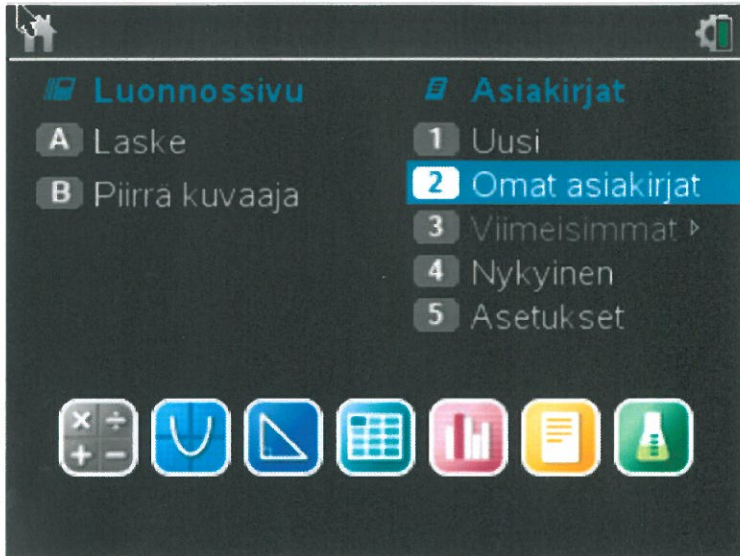 Luonnossivu
A Laske
B Piirrä kuvaaja
Asiakirjat
1 Uusi
2 Omat asiakirjat
3 Viimeisimmät
4 Nykyinen
5 Asetukset